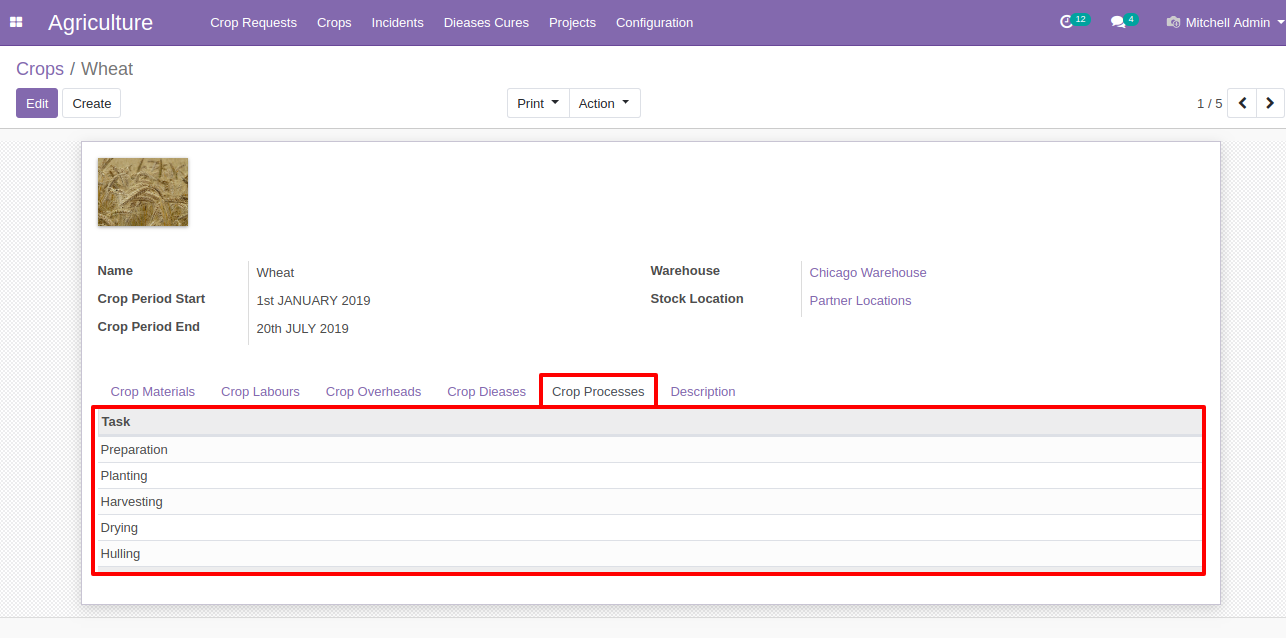 Agriculture Crop Requests Crops Incidents Dieases Cures Projects Configuration 12 4 Mitchell Admin
Crops / Wheat
Edit Create Print Action 1 / 5
Name Wheat Warehouse Chicago Warehouse
Crop Period Start 1st JANUARY 2019 Stock Location Partner Locations
Crop Period End 20th JULY 2019
Crop Materials Crop Labours Crop Overheads Crop Dieases Crop Processes Description
Task
Preparation
Planting
Harvesting
Drying
Hulling